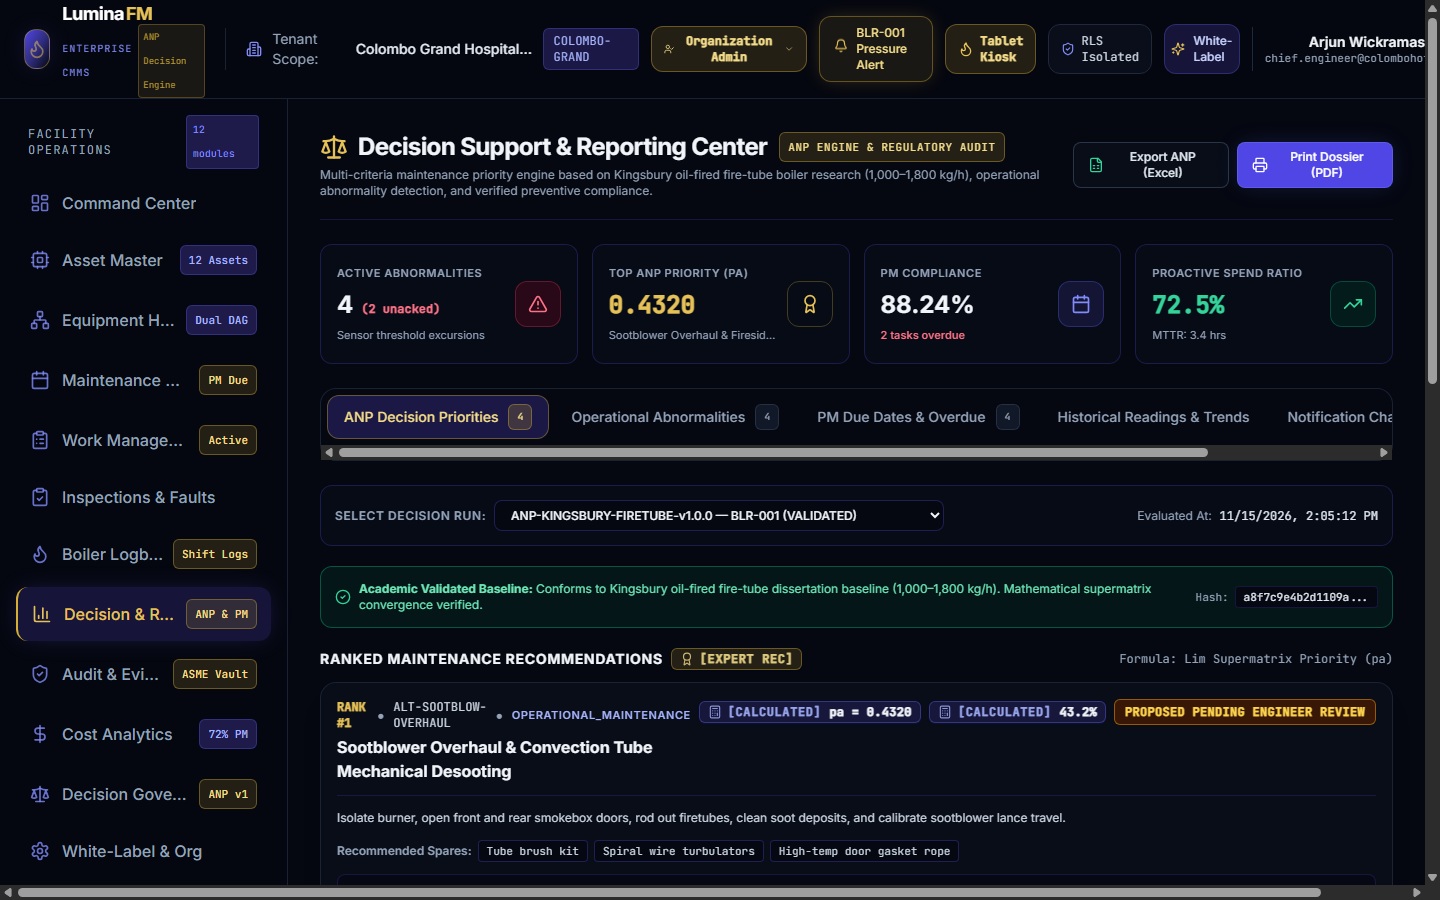 LuminaFM
ENTERPRISE
CMMS
ANP
Decision
Engine
Tenant
Scope:
Colombo Grand Hospital...
COLOMBO-
GRAND
Organization
Admin
BLR-001
Pressure
Alert
Tablet
Kiosk
RLS
Isolated
White-
Label
Arjun Wickramas
chief.engineer@colomboho
FACILITY
OPERATIONS
12
modules
Command Center
Asset Master
12 Assets
Equipment H...
Dual DAG
Maintenance ...
PM Due
Work Manage...
Active
Inspections & Faults
Boiler Logb...
Shift Logs
Decision & R...
ANP & PM
Audit & Evi...
ASME Vault
Cost Analytics
72% PM
Decision Gove...
ANP v1
White-Label & Org
Decision Support & Reporting Center
ANP ENGINE & REGULATORY AUDIT
Multi-criteria maintenance priority engine based on Kingsbury oil-fired fire-tube boiler research (1,000–1,800 kg/h), operational
abnormality detection, and verified preventive compliance.
Export ANP
(Excel)
Print Dossier
(PDF)
ACTIVE ABNORMALITIES
4 (2 unacked)
Sensor threshold excursions
TOP ANP PRIORITY (PA)
0.4320
Sootblower Overhaul & Firesid...
PM COMPLIANCE
88.24%
2 tasks overdue
PROACTIVE SPEND RATIO
72.5%
MTTR: 3.4 hrs
ANP Decision Priorities 4
Operational Abnormalities 4
PM Due Dates & Overdue 4
Historical Readings & Trends
Notification Cha
SELECT DECISION RUN:
ANP-KINGSBURY-FIRETUBE-v1.0.0 — BLR-001 (VALIDATED)
Evaluated At: 11/15/2026, 2:05:12 PM
Academic Validated Baseline: Conforms to Kingsbury oil-fired fire-tube dissertation baseline (1,000–1,800 kg/h). Mathematical supermatrix
convergence verified.
Hash: a8f7c9e4b2d1109a...
RANKED MAINTENANCE RECOMMENDATIONS
[EXPERT REC]
Formula: Lim Supermatrix Priority (pa)
RANK
#1
• ALT-SOOTBLOW-
OVERHAUL
• OPERATIONAL_MAINTENANCE
[CALCULATED] pa = 0.4320
[CALCULATED] 43.2%
PROPOSED PENDING ENGINEER REVIEW
Sootblower Overhaul & Convection Tube
Mechanical Desooting
Isolate burner, open front and rear smokebox doors, rod out firetubes, clean soot deposits, and calibrate sootblower lance travel.
Recommended Spares: Tube brush kit Spiral wire turbulators High-temp door gasket rope